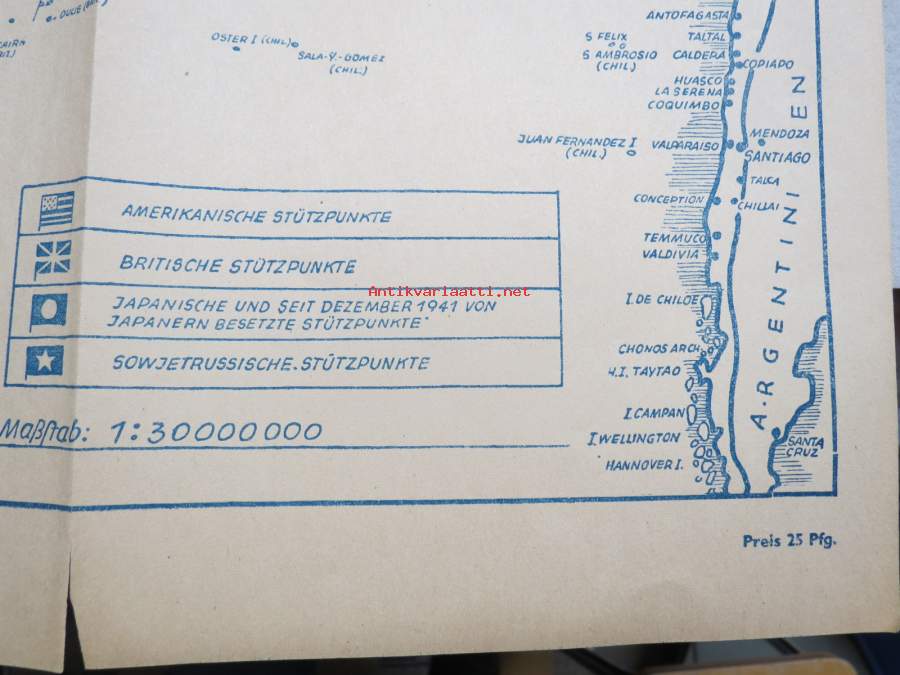 DUCIE
OSTER I (CHIL)
SALA-Y.-GOMEZ
(CHIL.)
S FELIX
S AMBROSIO
(CHIL)
JUAN FERNANDEZ I
(CHIL.)
ANTOFAGASTA
TALTAL
CALDERA
COPIAPO
HUASCO
LA SERENA
COQUIMBO
MENDOZA
VALPARAISO
SANTIAGO
TALCA
CONCEPTION
CHILLAI
TEMMUCO
VALDIVIA
I. DE CHILOE
CHONOS ARCH.
H.I. TAYTAO
I. CAMPAN
I. WELLINGTON
HANNOVER I.
SANTA
CRUZ
ARGENTINIEN
AMERIKANISCHE STÜTZPUNKTE
BRITISCHE STÜTZPUNKTE
Antikvariaatti.net
JAPANISCHE UND SEIT DEZEMBER 1941 VON
JAPANERN BESETZTE STÜTZPUNKTE
SOWJETRUSSISCHE STÜTZPUNKTE
Maßstab: 1:30000000
Preis 25 Pfg.